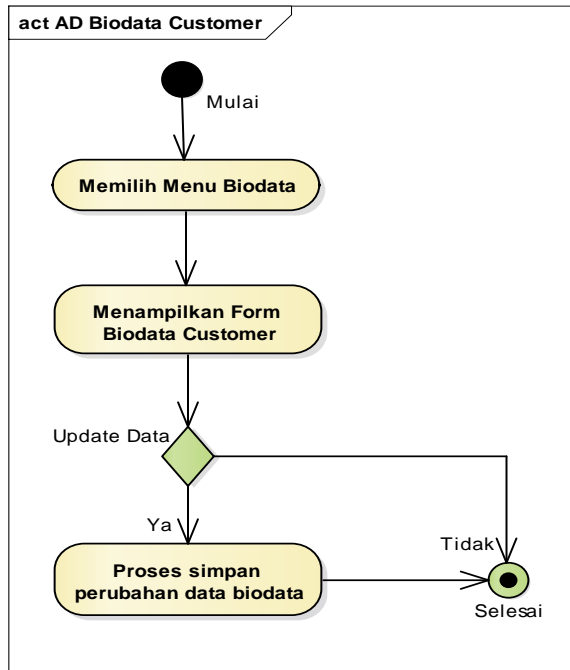 act AD Biodata Customer
Mulai
Memilih Menu Biodata
Menampilkan Form
Biodata Customer
Update Data
Ya
Tidak
Proses simpan
perubahan data biodata
Selesai